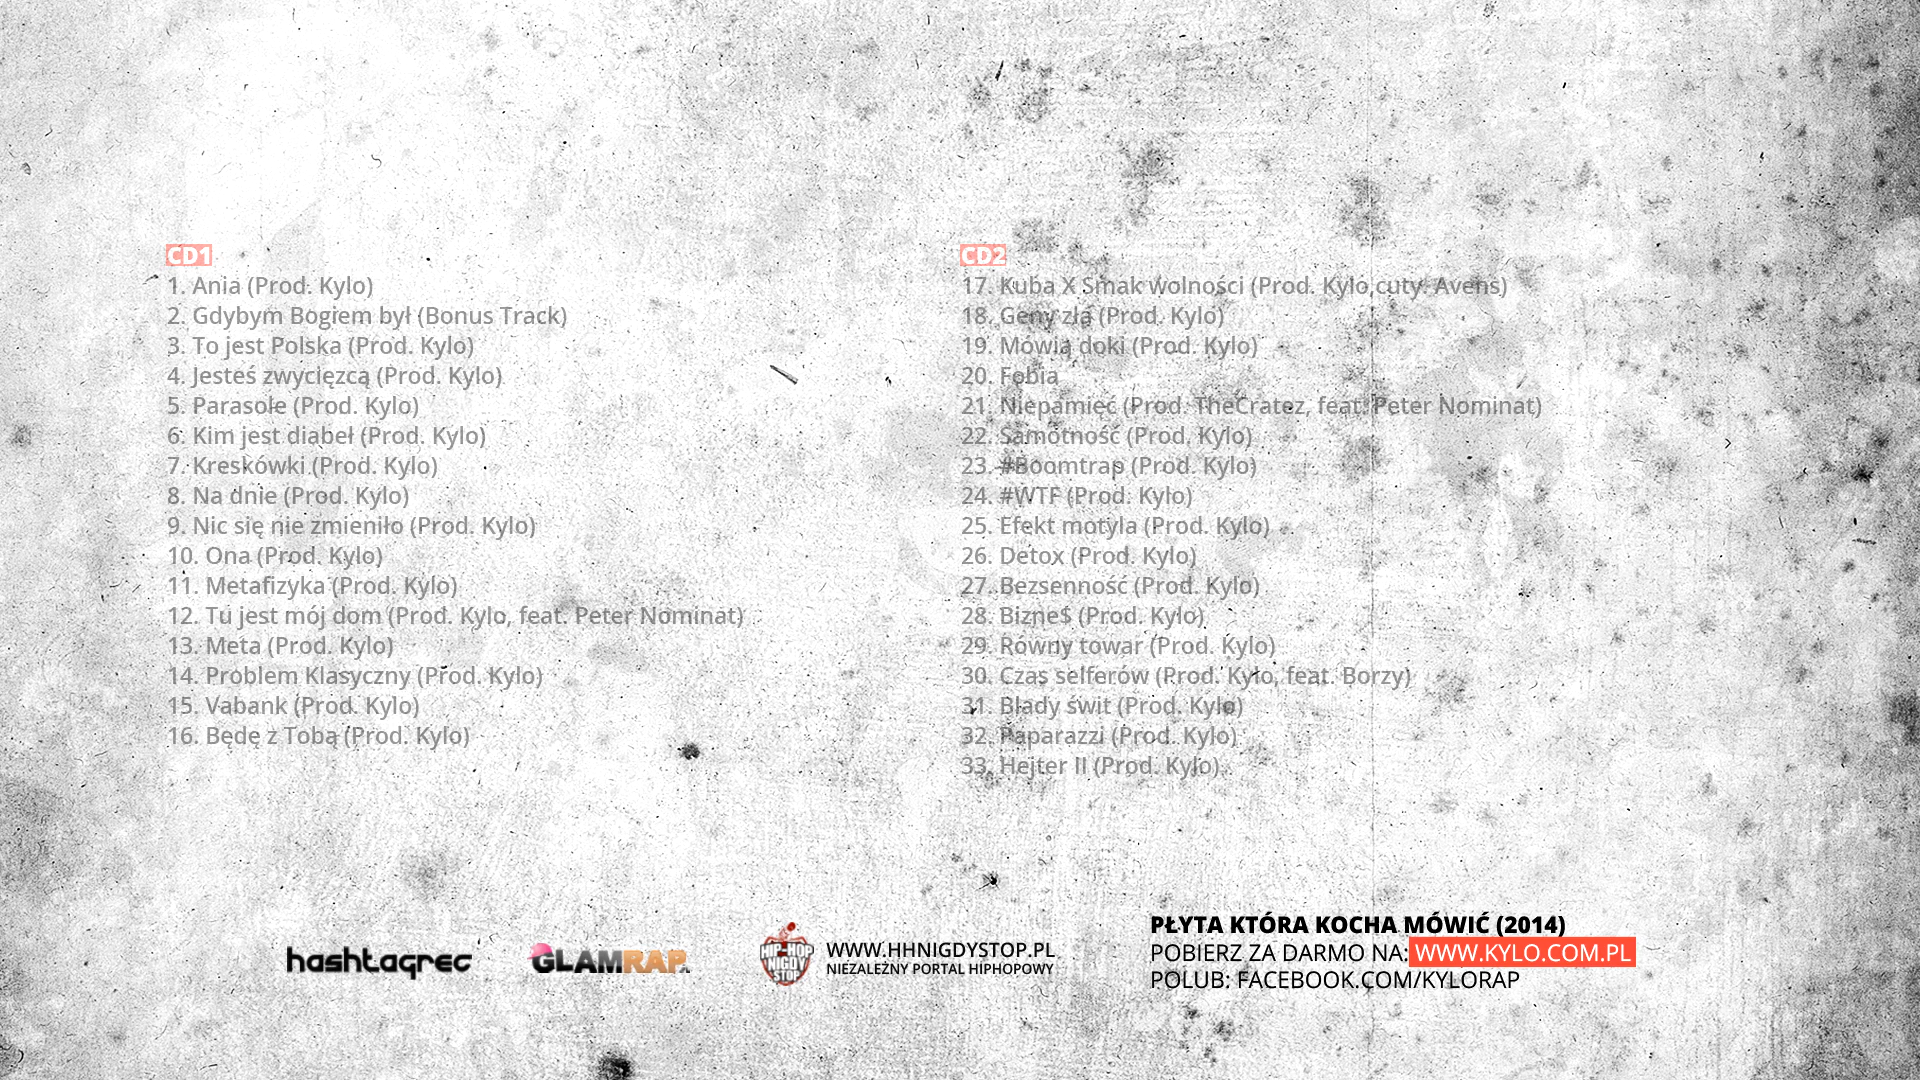 CD1
1. Ania (Prod. Kylo)
2. Gdybym Bogiem był (Bonus Track)
3. To jest Polska (Prod. Kylo)
4. Jesteś zwycięzcą (Prod. Kylo)
5. Parasole (Prod. Kylo)
6. Kim jest diabeł (Prod. Kylo)
7. Kreskówki (Prod. Kylo)
8. Na dnie (Prod. Kylo)
9. Nic się nie zmieniło (Prod. Kylo)
10. Ona (Prod. Kylo)
11. Metafizyka (Prod. Kylo)
12. Tu jest mój dom (Prod. Kylo, feat. Peter Nominat)
13. Meta (Prod. Kylo)
14. Problem Klasyczny (Prod. Kylo)
15. Vabank (Prod. Kylo)
16. Będę z Tobą (Prod. Kylo)
CD2
17. Kuba X Smak wolności (Prod. Kylo,cuty. Avens)
18. Geny zła (Prod. Kylo)
19. Mówią doki (Prod. Kylo)
20. Fobia
21. Niepamięć (Prod. TheCratez, feat. Peter Nominat)
22. Samotność (Prod. Kylo)
23. #Boomtrap (Prod. Kylo)
24. #WTF (Prod. Kylo)
25. Efekt motyla (Prod. Kylo)
26. Detox (Prod. Kylo)
27. Bezsenność (Prod. Kylo)
28. Bizne$ (Prod. Kylo)
29. Równy towar (Prod. Kylo)
30. Czas selferów (Prod. Kylo, feat. Borzy)
31. Blady świt (Prod. Kylo)
32. Paparazzi (Prod. Kylo)
33. Hejter II (Prod. Kylo)
hashtagrec
GLAMRAP
HIP-HOP
NIGDY
STOP
WWW.HHNIGDYSTOP.PL
NIEZALEŻNY PORTAL HIPHOPOWY
PŁYTA KTÓRA KOCHA MÓWIĆ (2014)
POBIERZ ZA DARMO NA: WWW.KYLO.COM.PL
POLUB: FACEBOOK.COM/KYLORAP